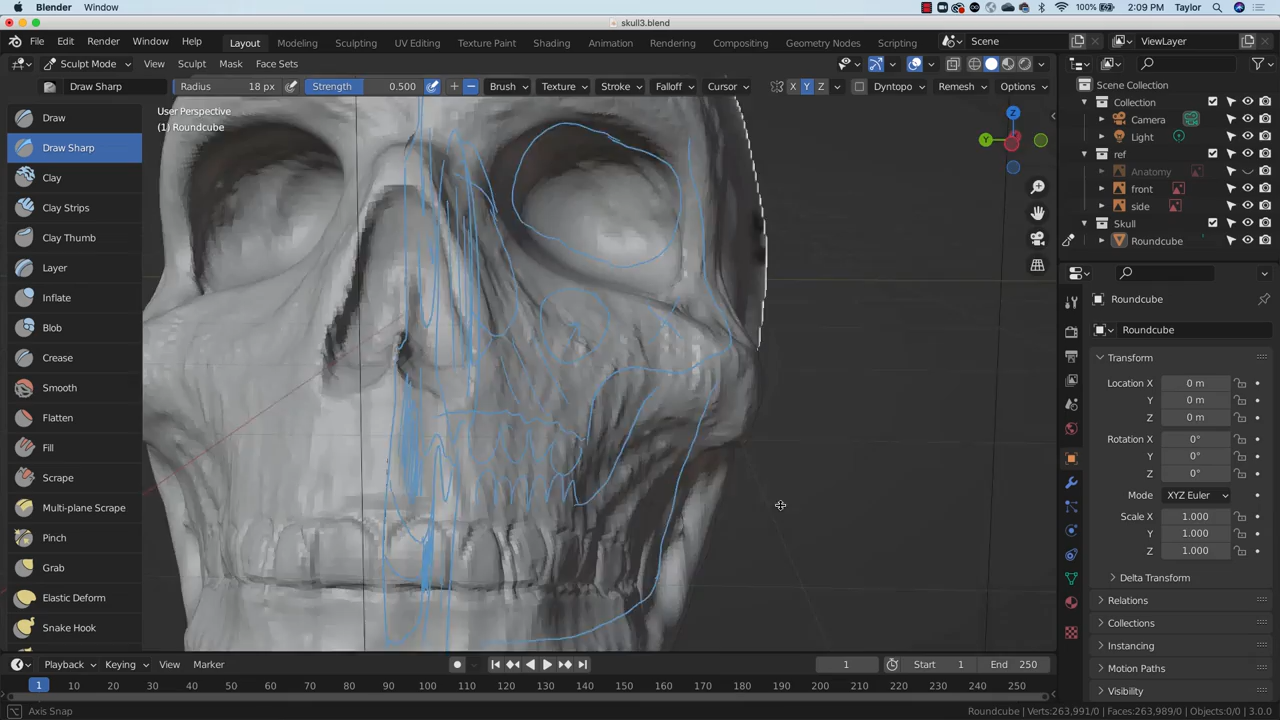 Blender Window 100% 2:09 PM Taylor
skull3.blend
File Edit Render Window Help Layout Modeling Sculpting UV Editing Texture Paint Shading Animation Rendering Compositing Geometry Nodes Scripting Scene ViewLayer
Sculpt Mode View Sculpt Mask Face Sets
Draw Sharp Radius 18 px Strength 0.500 Brush Texture Stroke Falloff Cursor X Y Z Dyntopo Remesh Options
User Perspective
(1) Roundcube
Draw
Draw Sharp
Clay
Clay Strips
Clay Thumb
Layer
Inflate
Blob
Crease
Smooth
Flatten
Fill
Scrape
Multi-plane Scrape
Pinch
Grab
Elastic Deform
Snake Hook
Z
Y
Scene Collection
Collection
Camera
Light
ref
Anatomy
front
side
Skull
Roundcube
Roundcube
Roundcube
Transform
Location X 0 m
Y 0 m
Z 0 m
Rotation X 0°
Y 0°
Z 0°
Mode XYZ Euler
Scale X 1.000
Y 1.000
Z 1.000
Delta Transform
Relations
Collections
Instancing
Motion Paths
Visibility
Playback Keying View Marker 1 Start 1 End 250
1 10 20 30 40 50 60 70 80 90 100 110 120 130 140 150 160 170 180 190 200 210 220 230 240 250
Axis Snap Roundcube | Verts:263,991/0 | Faces:263,989/0 | Objects:0/0 | 3.0.0